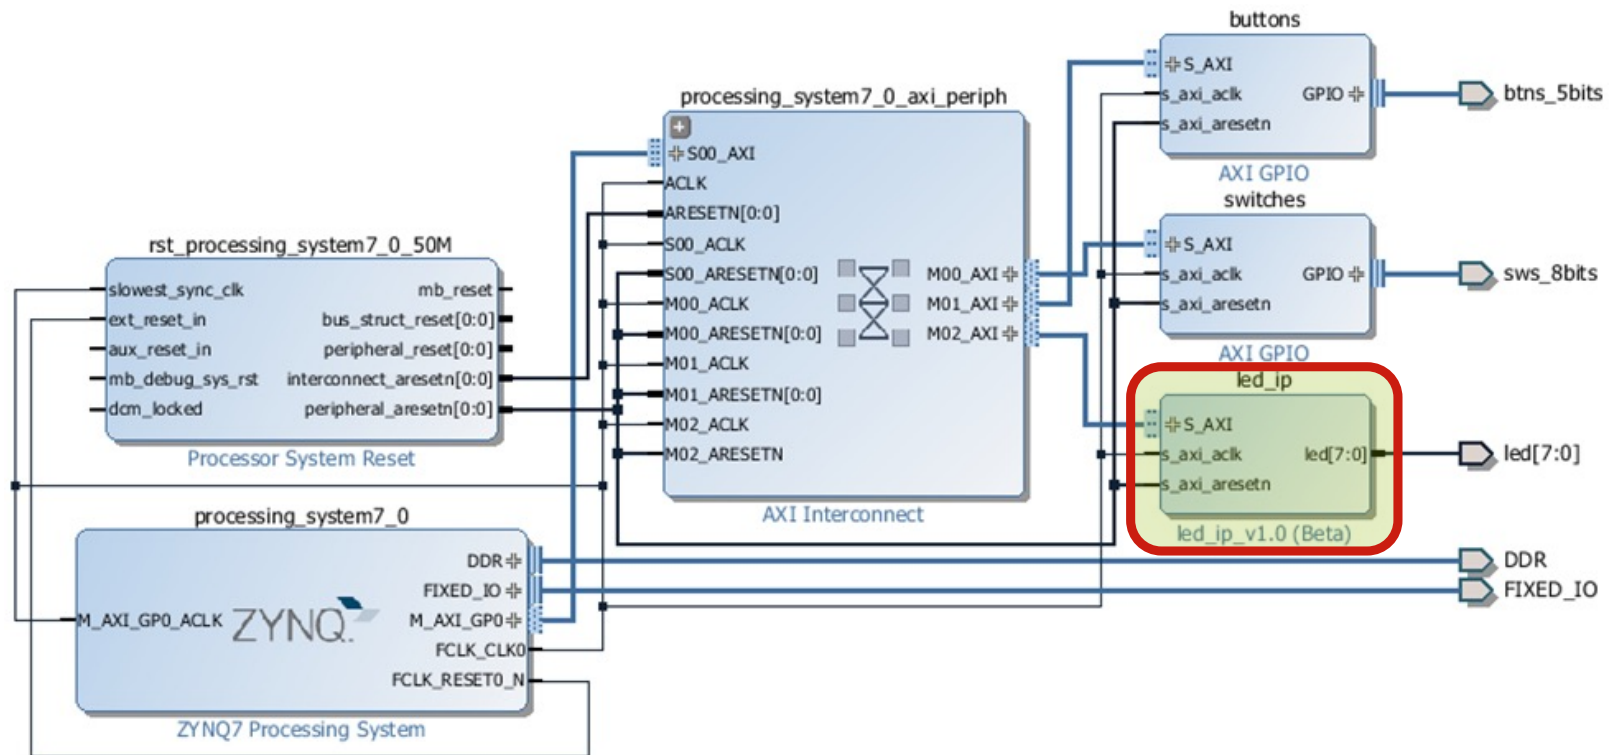 buttons
S_AXI
s_axi_aclk
s_axi_aresetn
GPIO
btns_5bits
AXI GPIO
switches
S_AXI
s_axi_aclk
s_axi_aresetn
GPIO
sws_8bits
AXI GPIO
led_ip
S_AXI
s_axi_aclk
s_axi_aresetn
led[7:0]
led[7:0]
led_ip_v1.0 (Beta)
processing_system7_0_axi_periph
S00_AXI
ACLK
ARESETN[0:0]
S00_ACLK
S00_ARESETN[0:0]
M00_ACLK
M00_ARESETN[0:0]
M01_ACLK
M01_ARESETN[0:0]
M02_ACLK
M02_ARESETN
M00_AXI
M01_AXI
M02_AXI
AXI Interconnect
rst_processing_system7_0_50M
slowest_sync_clk
ext_reset_in
aux_reset_in
mb_debug_sys_rst
dcm_locked
mb_reset
bus_struct_reset[0:0]
peripheral_reset[0:0]
interconnect_aresetn[0:0]
peripheral_aresetn[0:0]
Processor System Reset
processing_system7_0
M_AXI_GP0_ACLK
ZYNQ.
DDR
FIXED_IO
M_AXI_GP0
FCLK_CLK0
FCLK_RESET0_N
ZYNQ7 Processing System
DDR
FIXED_IO